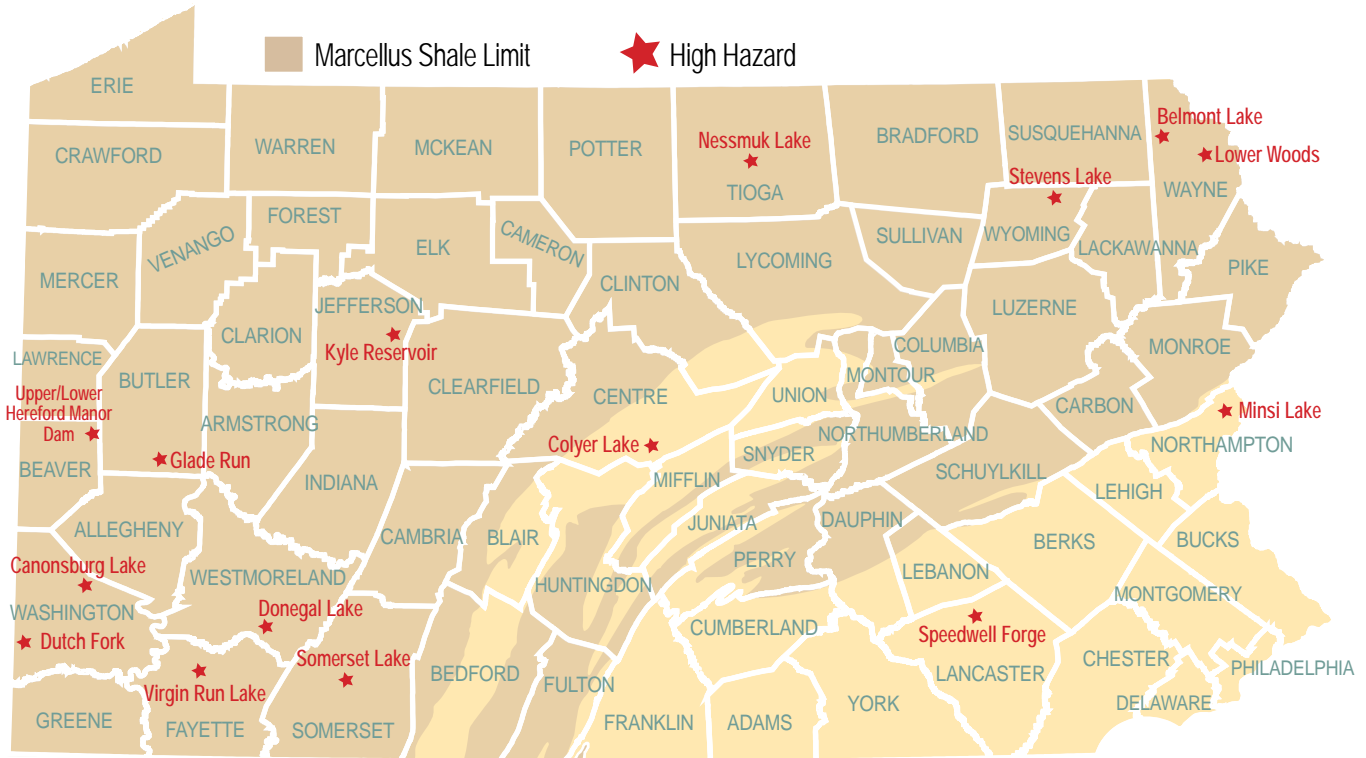 Marcellus Shale Limit
High Hazard
ERIE
CRAWFORD
WARREN
MCKEAN
POTTER
Nessmuk Lake
TIOGA
BRADFORD
SUSQUEHANNA
Belmont Lake
Lower Woods
WAYNE
Stevens Lake
WYOMING
LACKAWANNA
PIKE
FOREST
VENANGO
ELK
CAMERON
SULLIVAN
LYCOMING
MERCER
CLINTON
JEFFERSON
LUZERNE
CLARION
Kyle Reservoir
COLUMBIA
MONROE
LAWRENCE
BUTLER
CLEARFIELD
CENTRE
UNION
MONTOUR
Upper/Lower
Hereford Manor
Dam
ARMSTRONG
CARBON
Minsi Lake
NORTHAMPTON
BEAVER
Glade Run
Colyer Lake
SNYDER
NORTHUMBERLAND
INDIANA
MIFFLIN
SCHUYLKILL
LEHIGH
ALLEGHENY
CAMBRIA
BLAIR
JUNIATA
DAUPHIN
BERKS
BUCKS
Canonsburg Lake
WESTMORELAND
HUNTINGDON
PERRY
LEBANON
MONTGOMERY
WASHINGTON
Donegal Lake
Dutch Fork
CUMBERLAND
Speedwell Forge
Somerset Lake
BEDFORD
FULTON
LANCASTER
CHESTER
PHILADELPHIA
Virgin Run Lake
GREENE
FAYETTE
SOMERSET
FRANKLIN
ADAMS
YORK
DELAWARE